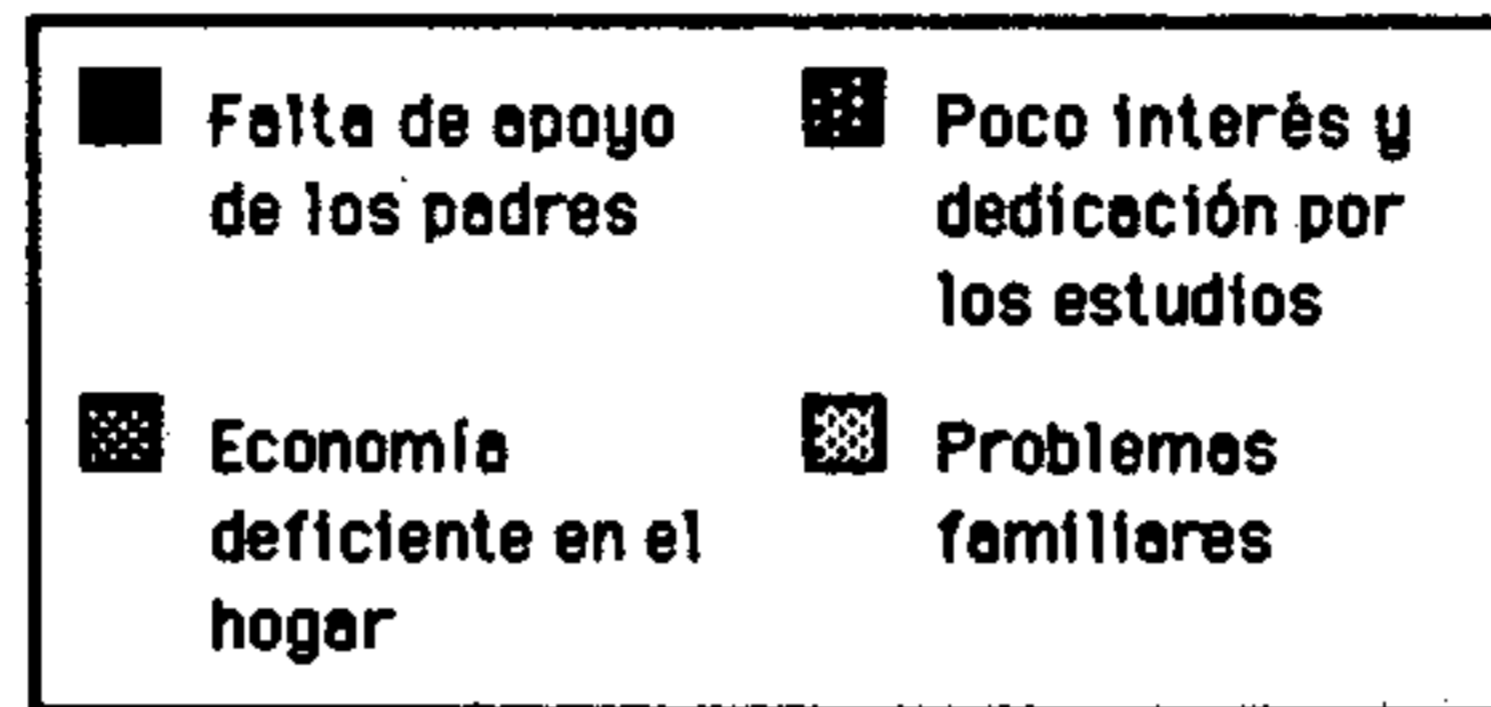 Falta de apoyo
de los padres
Poco interés y
dedicación por
los estudios
Economía
deficiente en el
hogar
Problemas
familiares